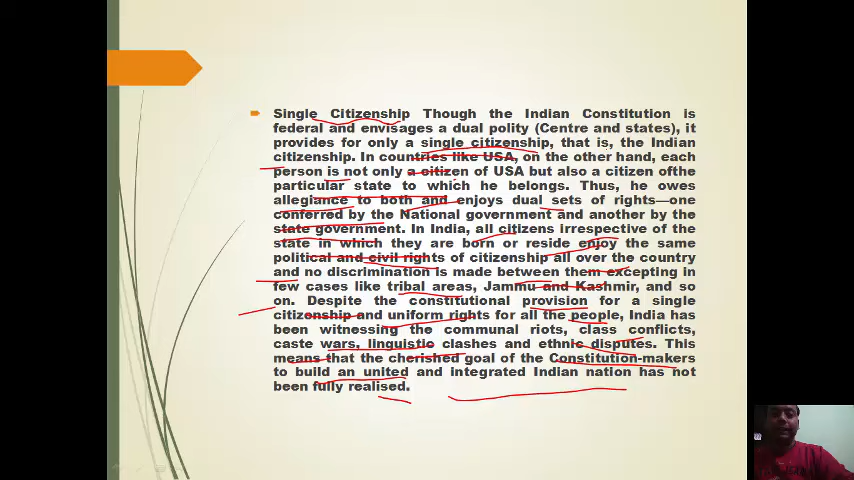 Single Citizenship Though the Indian Constitution is
federal and envisages a dual polity (Centre and states), it
provides for only a single citizenship, that is, the Indian
citizenship. In countries like USA, on the other hand, each
person is not only a citizen of USA but also a citizen ofthe
particular state to which he belongs. Thus, he owes
allegiance to both and enjoys dual sets of rights—one
conferred by the National government and another by the
state government. In India, all citizens irrespective of the
state in which they are born or reside enjoy the same
political and civil rights of citizenship all over the country
and no discrimination is made between them excepting in
few cases like tribal areas, Jammu and Kashmir, and so
on. Despite the constitutional provision for a single
citizenship and uniform rights for all the people, India has
been witnessing the communal riots, class conflicts,
caste wars, linguistic clashes and ethnic disputes. This
means that the cherished goal of the Constitution-makers
to build an united and integrated Indian nation has not
been fully realised.